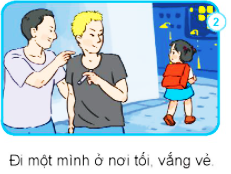 2
Đi một mình ở nơi tối, vắng vẻ.